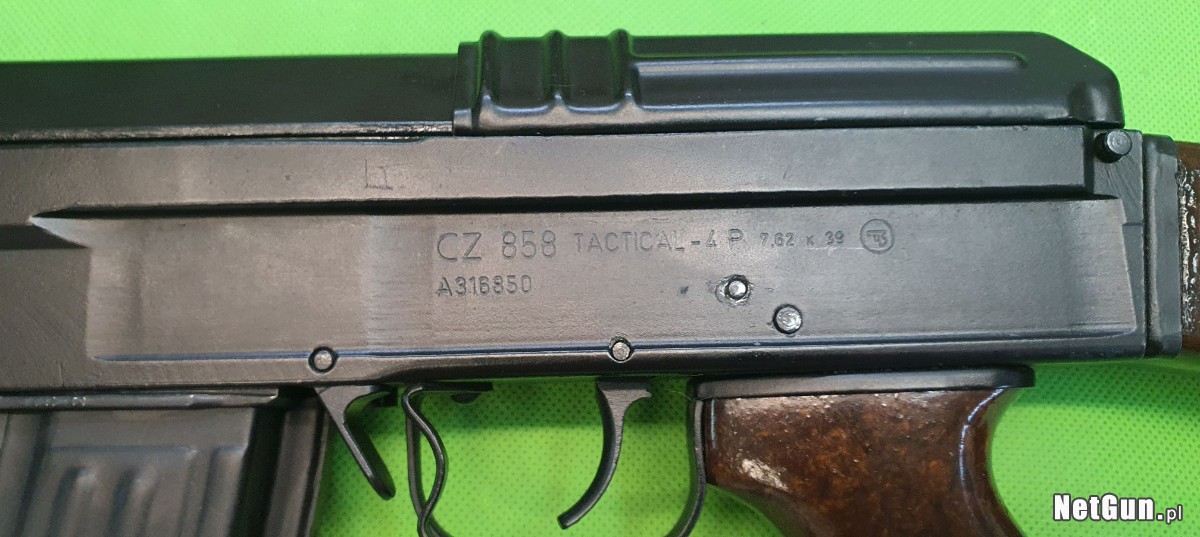 CZ 858 TACTICAL-4 P 7,62 x 39
A316850
NetGun.pl